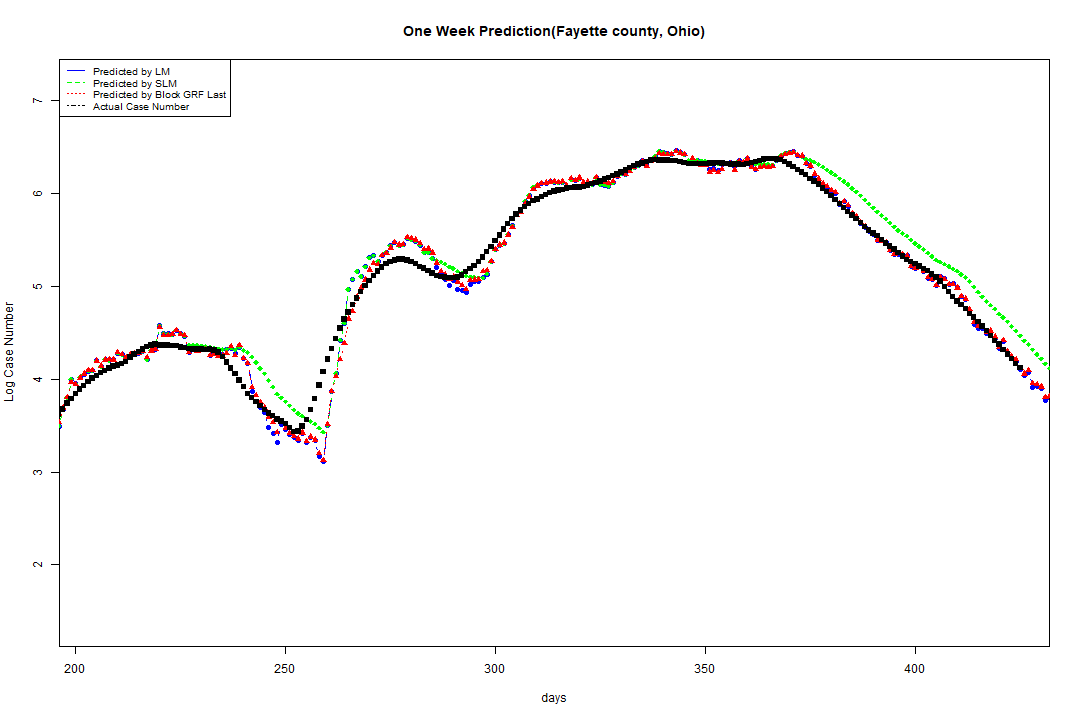 One Week Prediction(Fayette county, Ohio)
Predicted by LM
Predicted by SLM
Predicted by Block GRF Last
Actual Case Number
Log Case Number
7
6
5
4
3
2
200 250 300 350 400
days